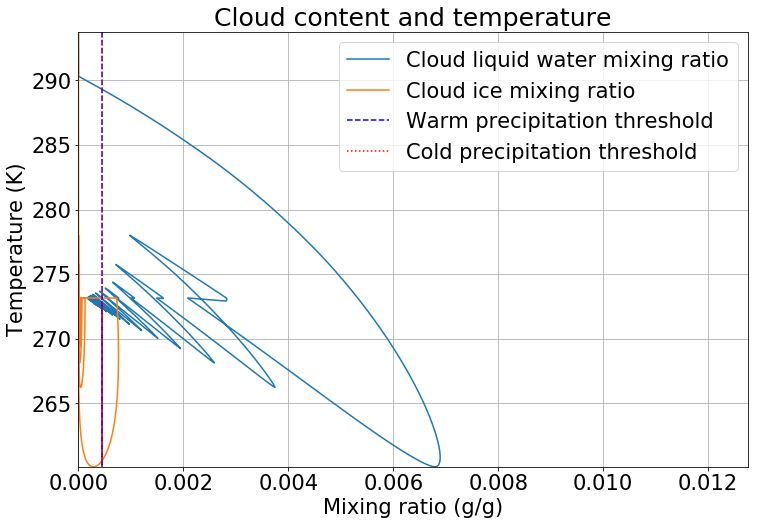 Cloud content and temperature
Cloud liquid water mixing ratio
Cloud ice mixing ratio
Warm precipitation threshold
Cold precipitation threshold
Temperature (K)
290
285
280
275
270
265
0.000 0.002 0.004 0.006 0.008 0.010 0.012
Mixing ratio (g/g)